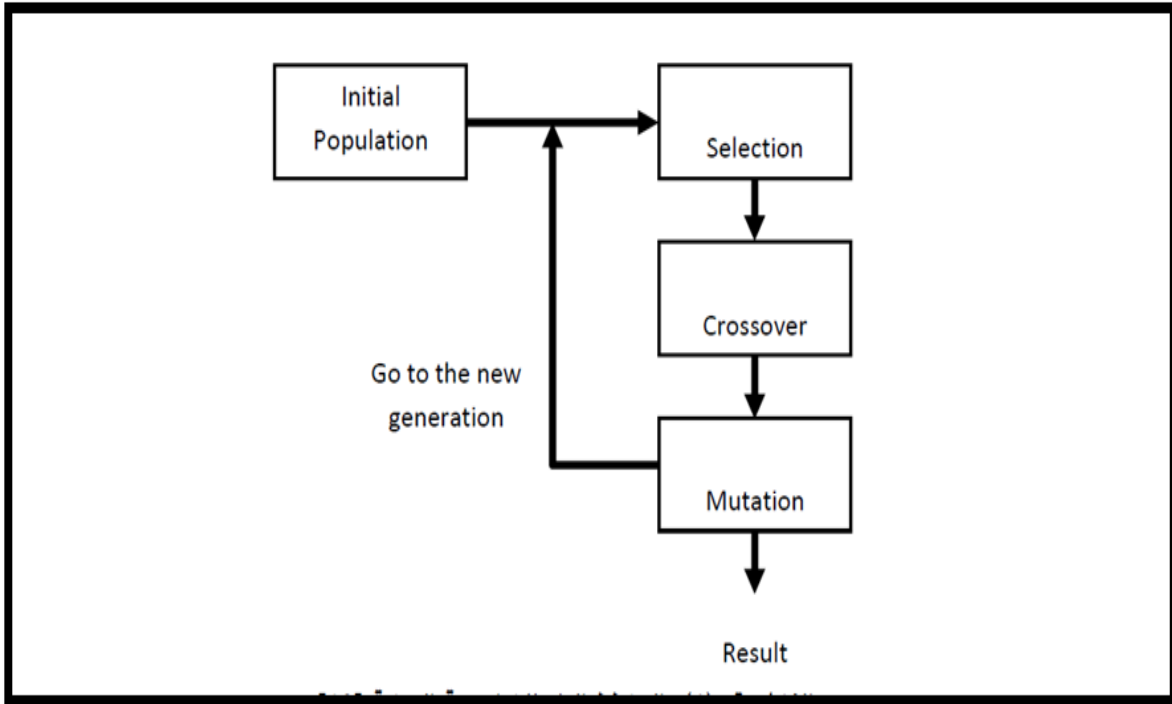 Initial
Population
Selection
Crossover
Go to the new
generation
Mutation
Result